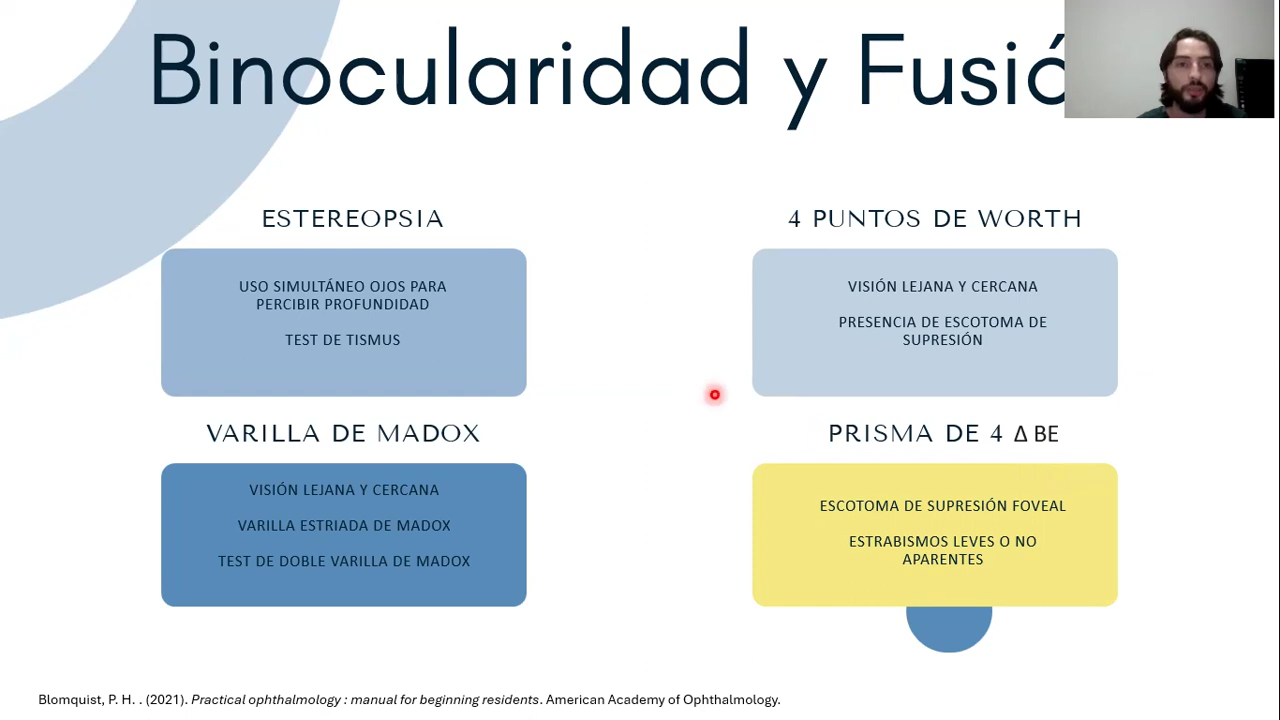 Binocularidad y Fusió
ESTEREOPSIA
USO SIMULTÁNEO OJOS PARA
PERCIBIR PROFUNDIDAD
TEST DE TISMUS
4 PUNTOS DE WORTH
VISIÓN LEJANA Y CERCANA
PRESENCIA DE ESCOTOMA DE
SUPRESIÓN
VARILLA DE MADOX
VISIÓN LEJANA Y CERCANA
VARILLA ESTRIADA DE MADOX
TEST DE DOBLE VARILLA DE MADOX
PRISMA DE 4 Δ BE
ESCOTOMA DE SUPRESIÓN FOVEAL
ESTRABISMOS LEVES O NO
APARENTES
Blomquist, P. H. . (2021). Practical ophthalmology : manual for beginning residents. American Academy of Ophthalmology.